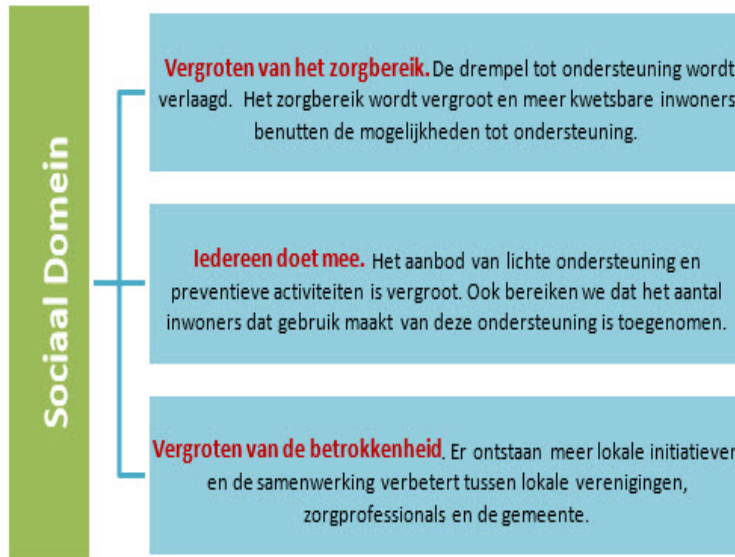 Sociaal Domein
Vergroten van het zorgbereik. De drempel tot ondersteuning wordt
verlaagd. Het zorgbereik wordt vergroot en meer kwetsbare inwoners
benutten de mogelijkheden tot ondersteuning.
Iedereen doet mee. Het aanbod van lichte ondersteuning en
preventieve activiteiten is vergroot. Ook bereiken we dat het aantal
inwoners dat gebruik maakt van deze ondersteuning is toegenomen.
Vergroten van de betrokkenheid. Er ontstaan meer lokale initiatieven
en de samenwerking verbetert tussen lokale verenigingen,
zorgprofessionals en de gemeente.